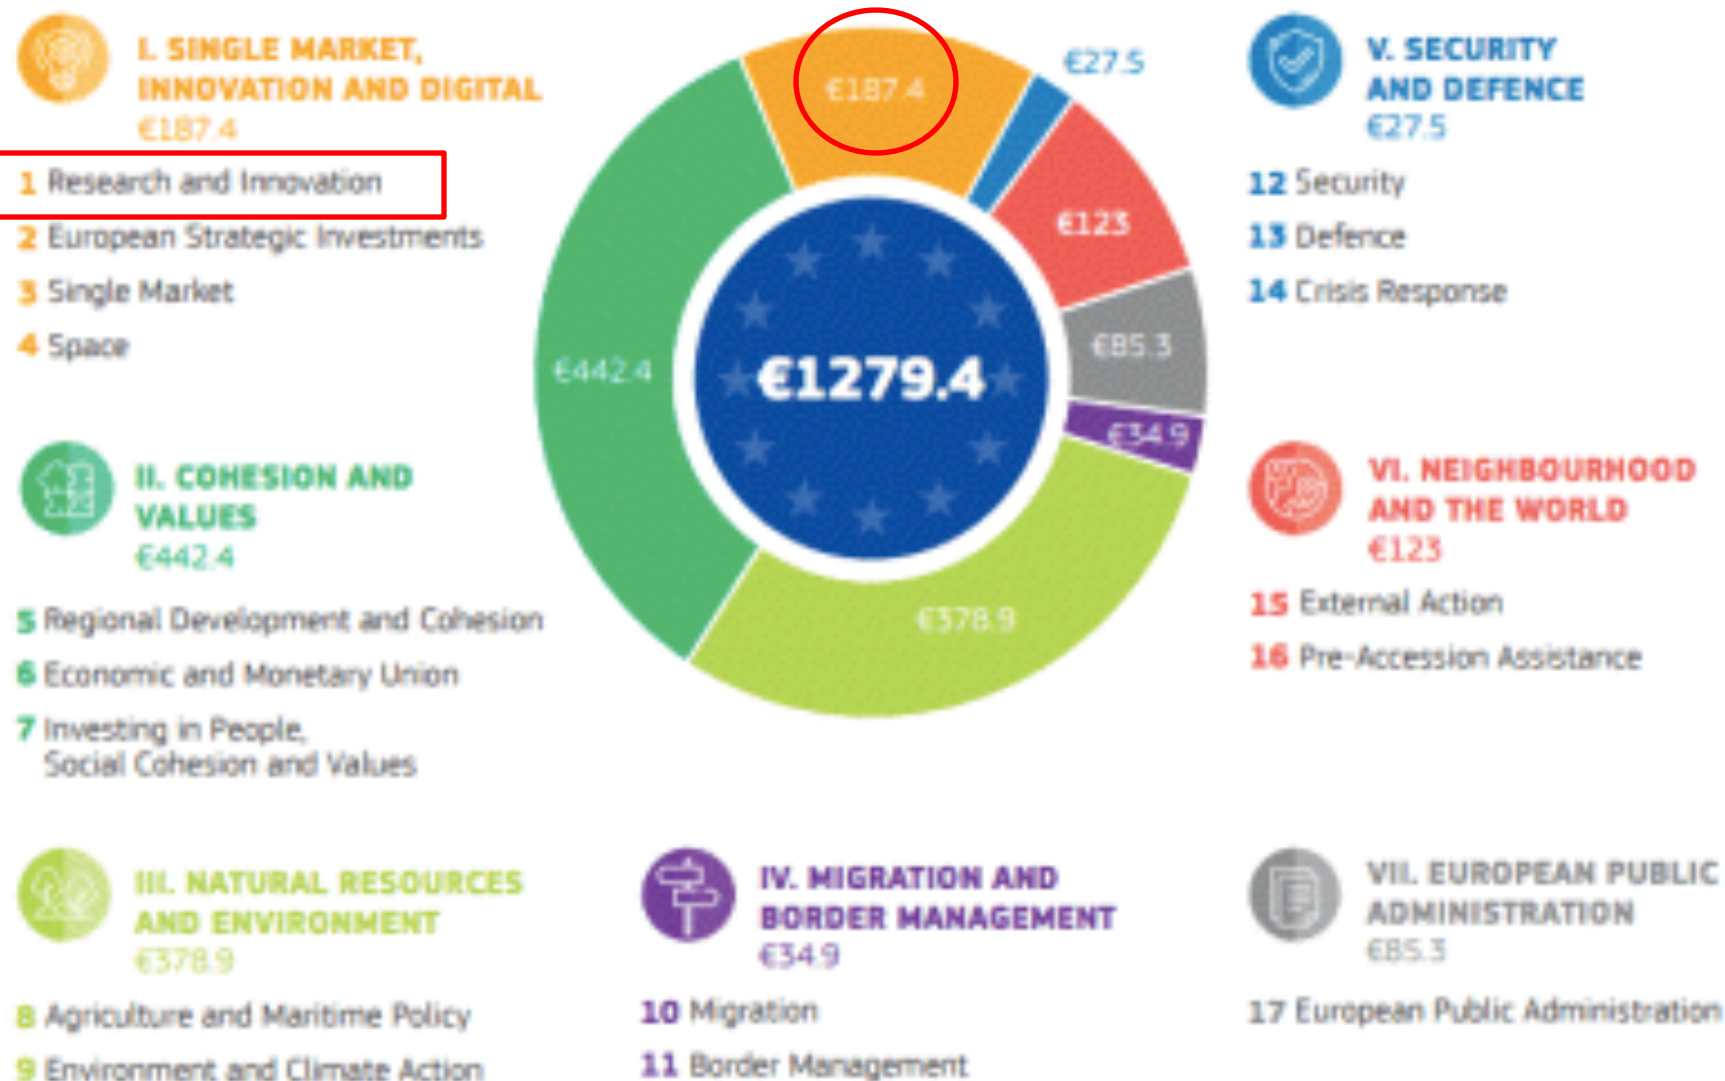 I. SINGLE MARKET,
INNOVATION AND DIGITAL
€187.4
1 Research and Innovation
2 European Strategic Investments
3 Single Market
4 Space
II. COHESION AND
VALUES
€442.4
5 Regional Development and Cohesion
6 Economic and Monetary Union
7 Investing in People,
Social Cohesion and Values
III. NATURAL RESOURCES
AND ENVIRONMENT
€378.9
8 Agriculture and Maritime Policy
9 Environment and Climate Action
€187.4
€27.5
€123
€85.3
€34.9
€378.9
€442.4
€1279.4
IV. MIGRATION AND
BORDER MANAGEMENT
€34.9
10 Migration
11 Border Management
V. SECURITY
AND DEFENCE
€27.5
12 Security
13 Defence
14 Crisis Response
VI. NEIGHBOURHOOD
AND THE WORLD
€123
15 External Action
16 Pre-Accession Assistance
VII. EUROPEAN PUBLIC
ADMINISTRATION
€85.3
17 European Public Administration